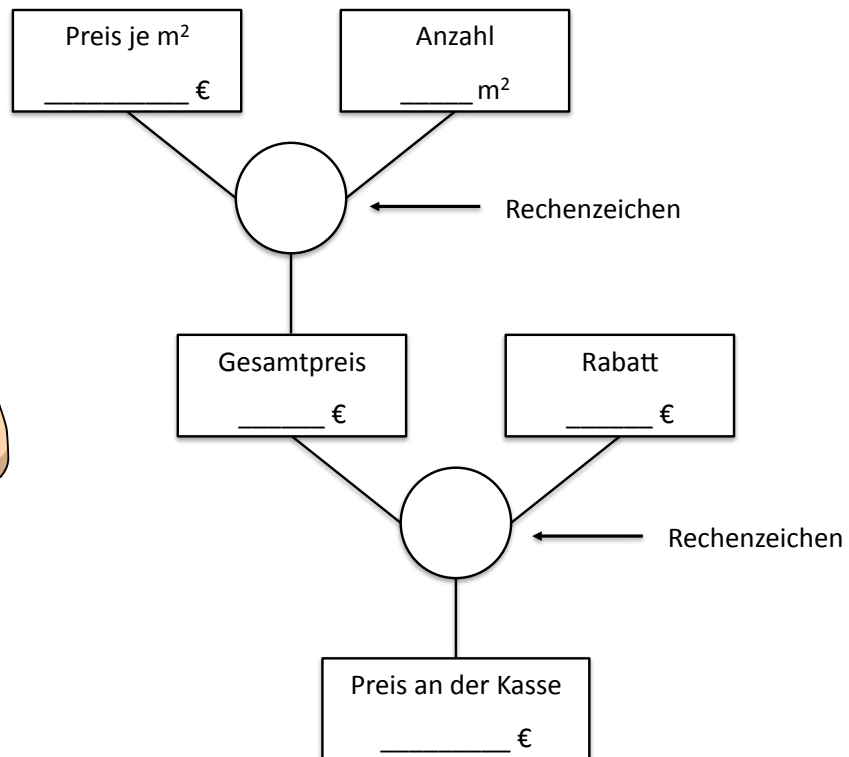 Preis je m²
__________ €
Anzahl
_____ m²
Rechenzeichen
Gesamtpreis
______ €
Rabatt
______ €
Rechenzeichen
Preis an der Kasse
_________ €